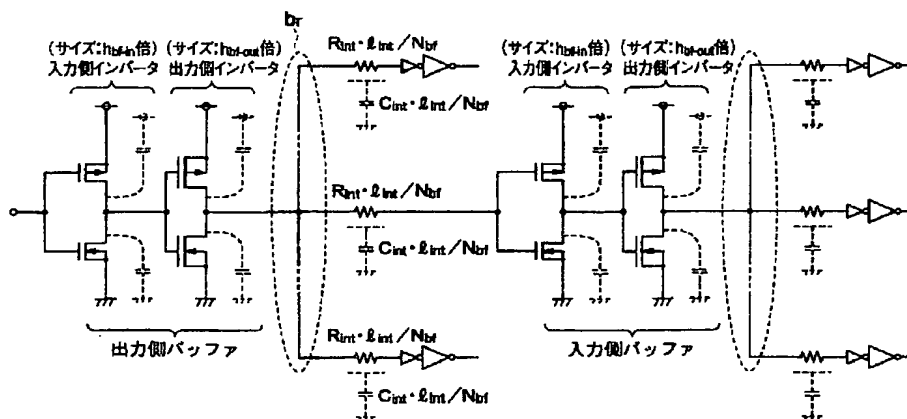 br
(サイズ:hbf-in倍) (サイズ:hbf-out倍)
入力側インバータ 出力側インバータ
Rint・ℓint/Nbf
Cint・ℓint/Nbf
(サイズ:hbf-in倍) (サイズ:hbf-out倍)
入力側インバータ 出力側インバータ
Rint・ℓint/Nbf
Cint・ℓint/Nbf
出力側バッファ
Rint・ℓint/Nbf
Cint・ℓint/Nbf
入力側バッファ